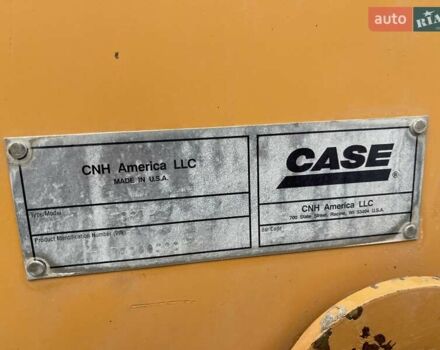 auto RIA
CNH America LLC
MADE IN U.S.A.
Type/Model
Product Identification Number (PIN)
CASE®
CNH America LLC
700 State Street, Racine, WI 53404 U.S.A.
Bar Code